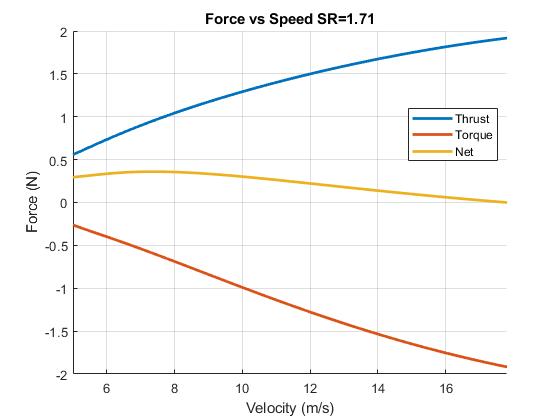 Force vs Speed SR=1.71
2
1.5
1
0.5
0
-0.5
-1
-1.5
-2
Force (N)
Thrust
Torque
Net
6 8 10 12 14 16
Velocity (m/s)